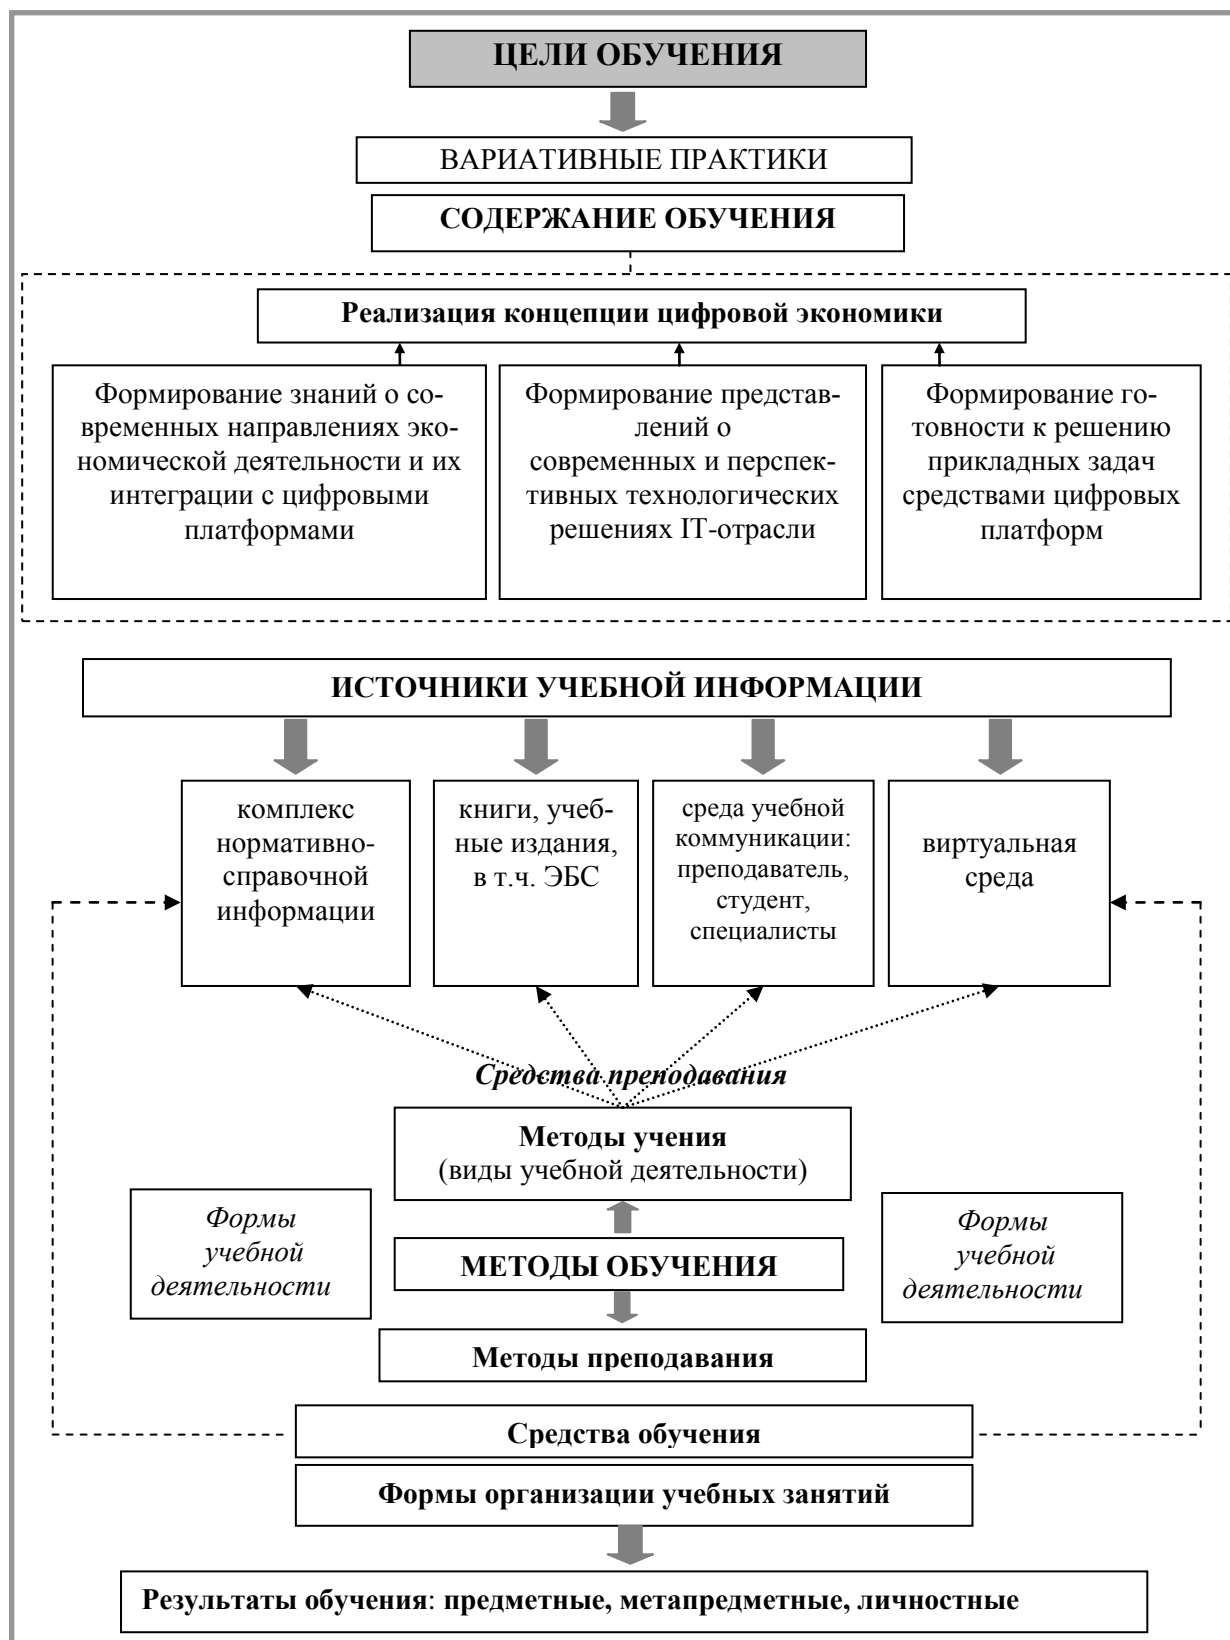 ЦЕЛИ ОБУЧЕНИЯ
ВАРИАТИВНЫЕ ПРАКТИКИ
СОДЕРЖАНИЕ ОБУЧЕНИЯ
Реализация концепции цифровой экономики
Формирование знаний о со-
временных направлениях эко-
номической деятельности и их
интеграции с цифровыми
платформами
Формирование представ-
лений о
современных и перспек-
тивных технологических
решениях IT-отрасли
Формирование го-
товности к решению
прикладных задач
средствами цифровых
платформ
ИСТОЧНИКИ УЧЕБНОЙ ИНФОРМАЦИИ
комплекс
нормативно-
справочной
информации
книги, учеб-
ные издания,
в т.ч. ЭБС
среда учебной
коммуникации:
преподаватель,
студент,
специалисты
виртуальная
среда
Средства преподавания
Методы учения
(виды учебной деятельности)
Формы
учебной
деятельности
МЕТОДЫ ОБУЧЕНИЯ
Формы
учебной
деятельности
Методы преподавания
Средства обучения
Формы организации учебных занятий
Результаты обучения: предметные, метапредметные, личностные